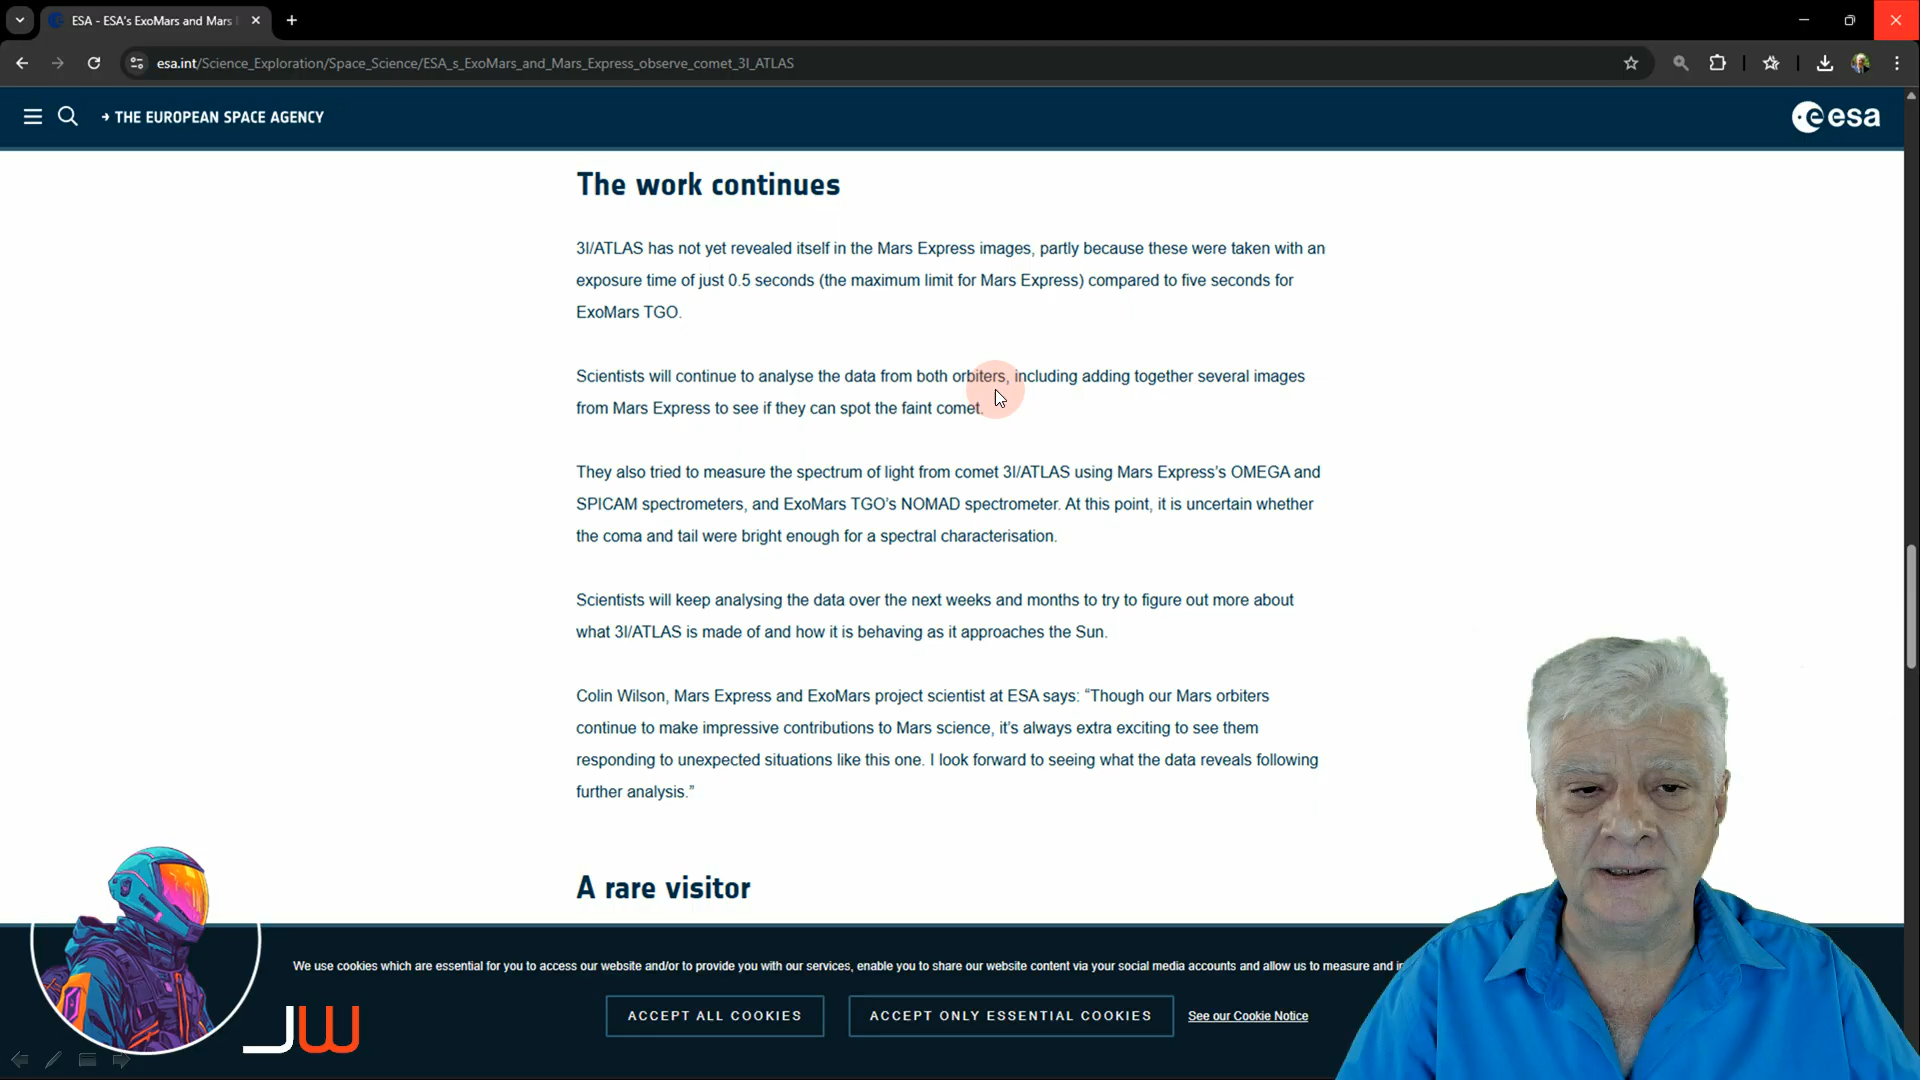 ESA - ESA's ExoMars and Mars
esa.int/Science_Exploration/Space_Science/ESA_s_ExoMars_and_Mars_Express_observe_comet_3I_ATLAS
THE EUROPEAN SPACE AGENCY
esa
The work continues
3I/ATLAS has not yet revealed itself in the Mars Express images, partly because these were taken with an
exposure time of just 0.5 seconds (the maximum limit for Mars Express) compared to five seconds for
ExoMars TGO.
Scientists will continue to analyse the data from both orbiters, including adding together several images
from Mars Express to see if they can spot the faint comet.
They also tried to measure the spectrum of light from comet 3I/ATLAS using Mars Express’s OMEGA and
SPICAM spectrometers, and ExoMars TGO’s NOMAD spectrometer. At this point, it is uncertain whether
the coma and tail were bright enough for a spectral characterisation.
Scientists will keep analysing the data over the next weeks and months to try to figure out more about
what 3I/ATLAS is made of and how it is behaving as it approaches the Sun.
Colin Wilson, Mars Express and ExoMars project scientist at ESA says: “Though our Mars orbiters
continue to make impressive contributions to Mars science, it’s always extra exciting to see them
responding to unexpected situations like this one. I look forward to seeing what the data reveals following
further analysis.”
A rare visitor
We use cookies which are essential for you to access our website and/or to provide you with our services, enable you to share our website content via your social media accounts and allow us to measure and
ACCEPT ALL COOKIES
ACCEPT ONLY ESSENTIAL COOKIES
See our Cookie Notice
JW